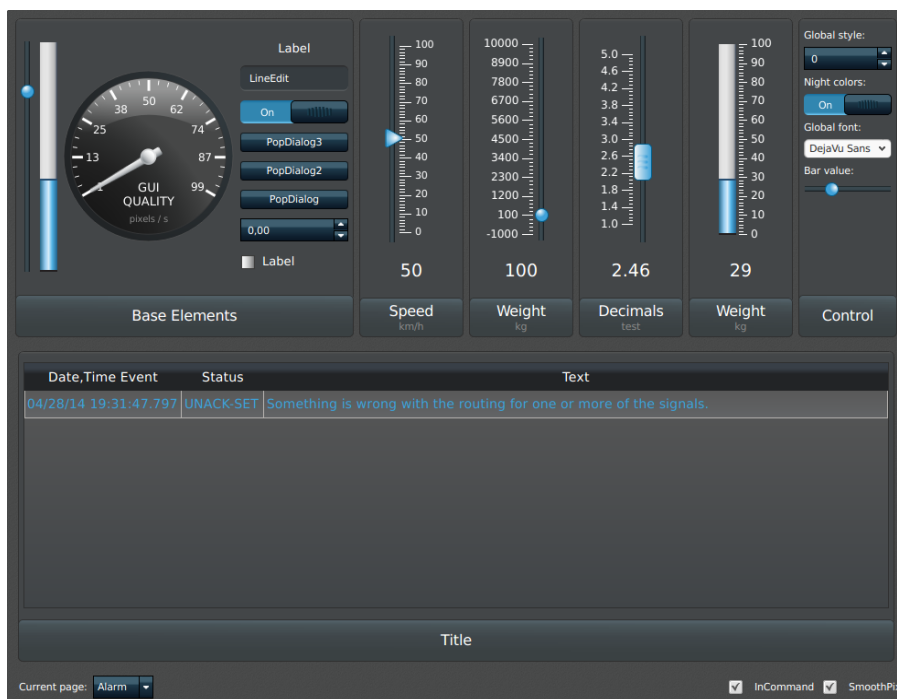 Label
LineEdit
On
PopDialog3
PopDialog2
PopDialog
0,00
Label
1
13
25
38
50
62
74
87
99
GUI
QUALITY
pixels / s
Base Elements
100
90
80
70
60
50
40
30
20
10
0
50
Speed
km/h
10000
8900
7800
6700
5600
4500
3400
2300
1200
100
-1000
100
Weight
kg
5.0
4.6
4.2
3.8
3.4
3.0
2.6
2.2
1.8
1.4
1.0
2.46
Decimals
test
100
90
80
70
60
50
40
30
20
10
0
29
Weight
kg
Global style:
0
Night colors:
On
Global font:
DejaVu Sans
Bar value:
Control
Date,Time Event Status Text
04/28/14 19:31:47.797 UNACK-SET Something is wrong with the routing for one or more of the signals.
Title
Current page: Alarm InCommand SmoothPi